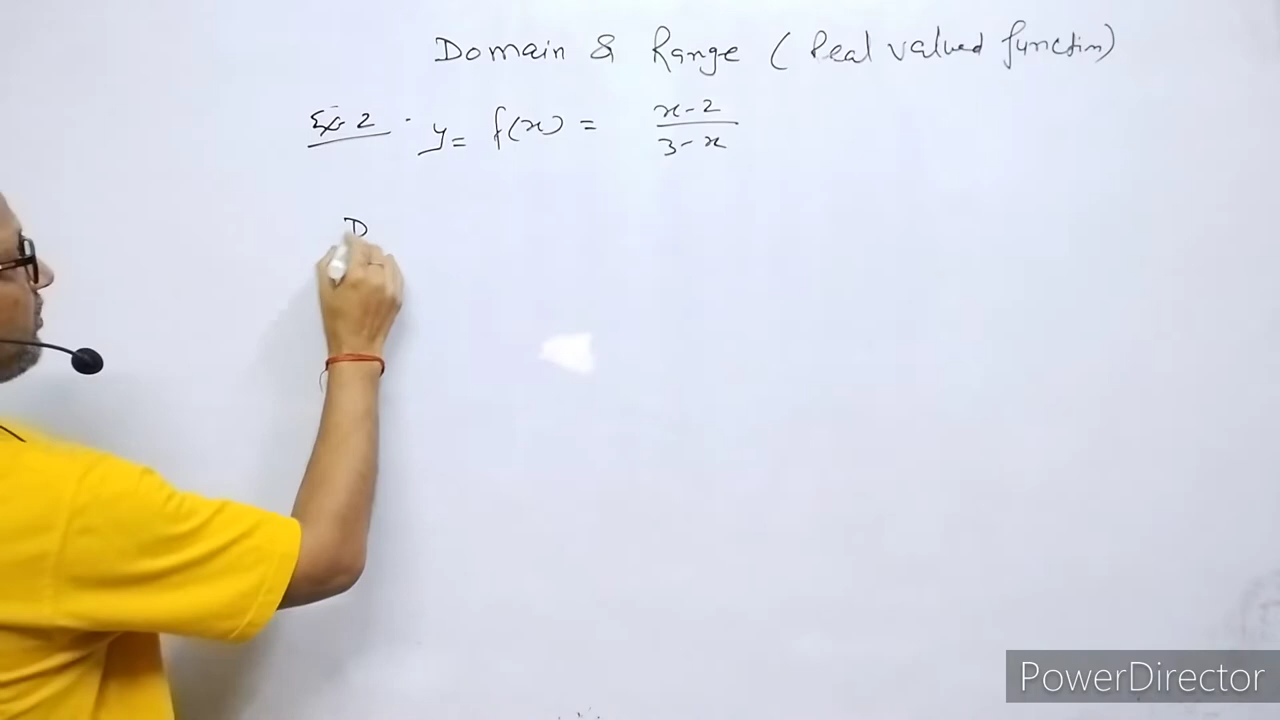 Domain & Range (Real valued function)
Ex 2 . y = f(x) = x-2 / 3-x
D
PowerDirector